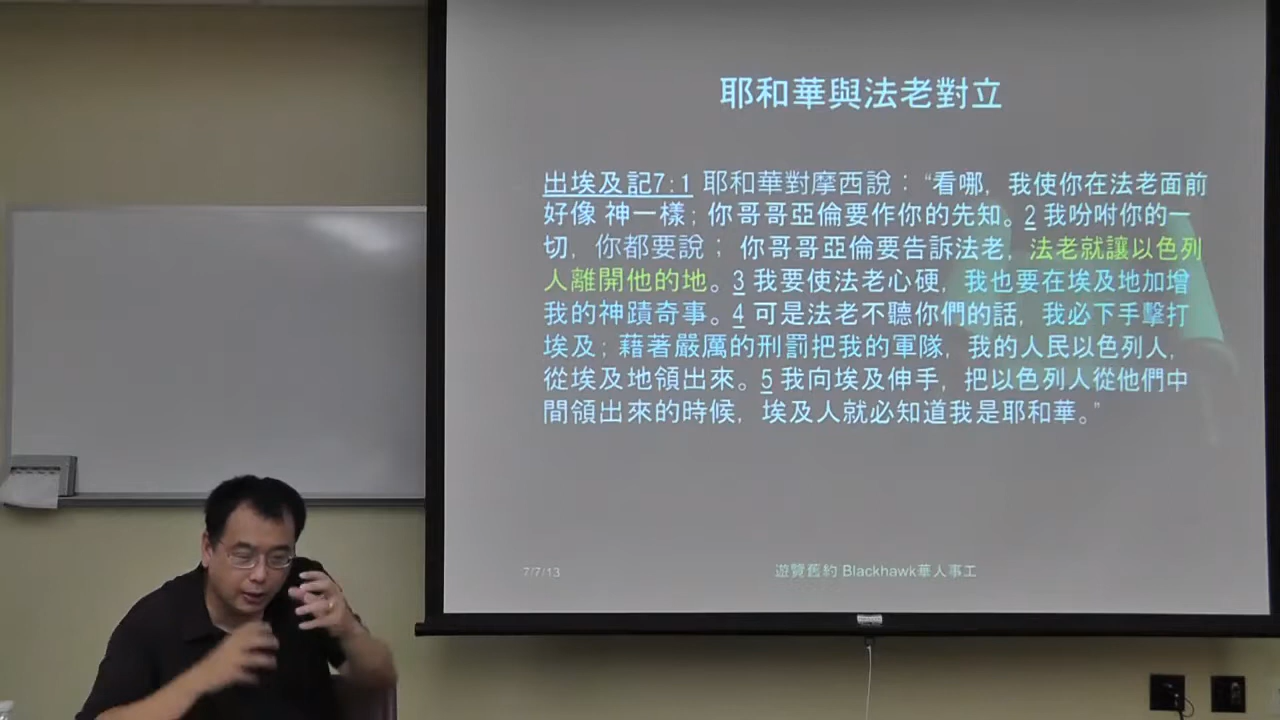 耶和華與法老對立
出埃及記7:1 耶和華對摩西說：“看哪，我使你在法老面前
好像 神一樣；你哥哥亞倫要作你的先知。2 我吩咐你的一
切，你都要說；你哥哥亞倫要告訴法老，法老就讓以色列
人離開他的地。3 我要使法老心硬，我也要在埃及地加增
我的神蹟奇事。4 可是法老不聽你們的話，我必下手擊打
埃及；藉著嚴厲的刑罰把我的軍隊，我的人民以色列人，
從埃及地領出來。5 我向埃及伸手，把以色列人從他們中
間領出來的時候，埃及人就必知道我是耶和華。”
7/7/13
遊覽舊約 Blackhawk華人事工